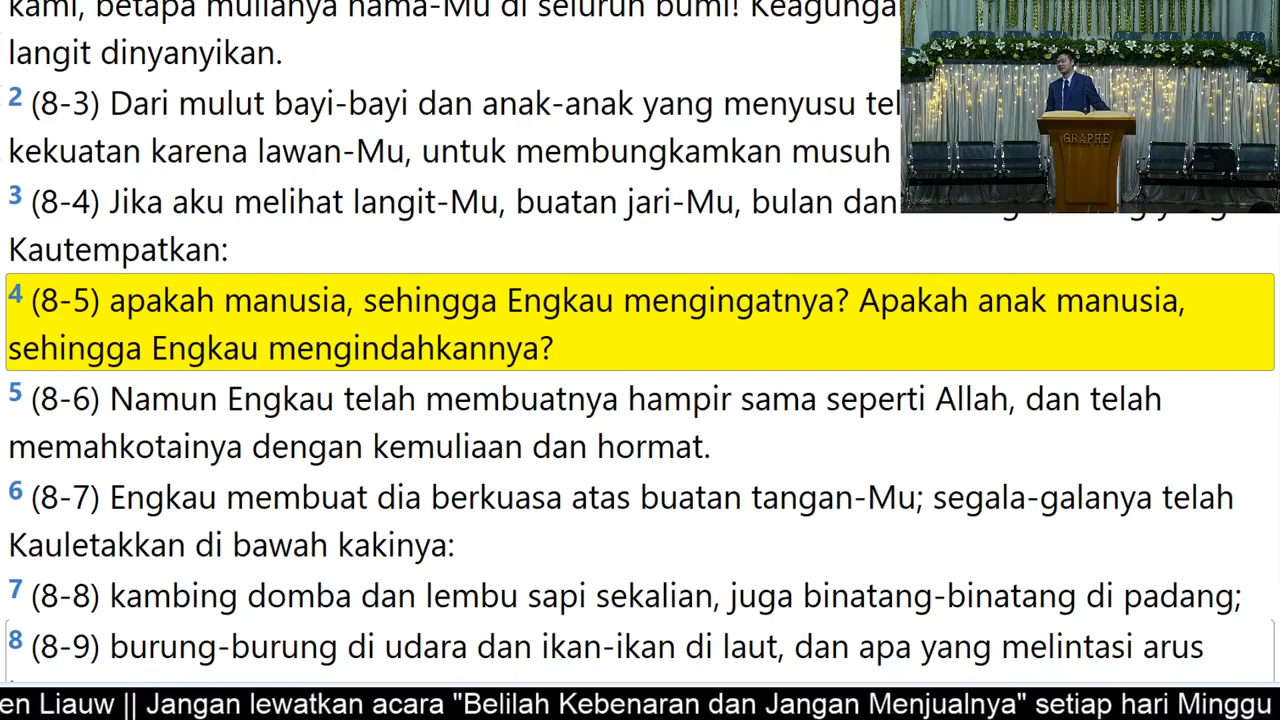 kami, betapa mulianya nama-Mu di seluruh bumi!
langit dinyanyikan.
2 (8-3) Dari mulut bayi-bayi dan anak-anak yang menyusu
kekuatan karena lawan-Mu, untuk membungkamkan musuh
3 (8-4) Jika aku melihat langit-Mu, buatan jari-Mu, bulan dan
Kautempatkan:
4 (8-5) apakah manusia, sehingga Engkau mengingatnya? Apakah anak manusia,
sehingga Engkau mengindahkannya?
5 (8-6) Namun Engkau telah membuatnya hampir sama seperti Allah, dan telah
memahkotainya dengan kemuliaan dan hormat.
6 (8-7) Engkau membuat dia berkuasa atas buatan tangan-Mu; segala-galanya telah
Kauletakkan di bawah kakinya:
7 (8-8) kambing domba dan lembu sapi sekalian, juga binatang-binatang di padang;
8 (8-9) burung-burung di udara dan ikan-ikan di laut, dan apa yang melintasi arus
GRAPHE
en Liauw || Jangan lewatkan acara "Belilah Kebenaran dan Jangan Menjualnya" setiap hari Minggu